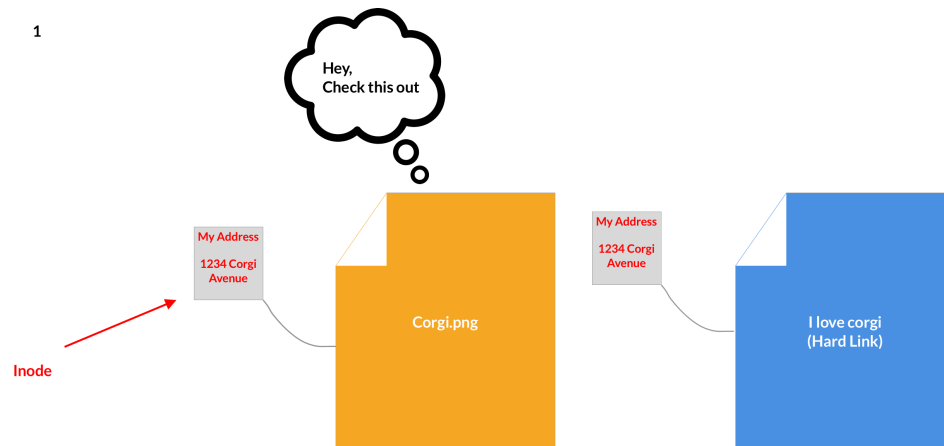 1
Hey,
Check this out
My Address
1234 Corgi
Avenue
Inode
Corgi.png
My Address
1234 Corgi
Avenue
I love corgi
(Hard Link)